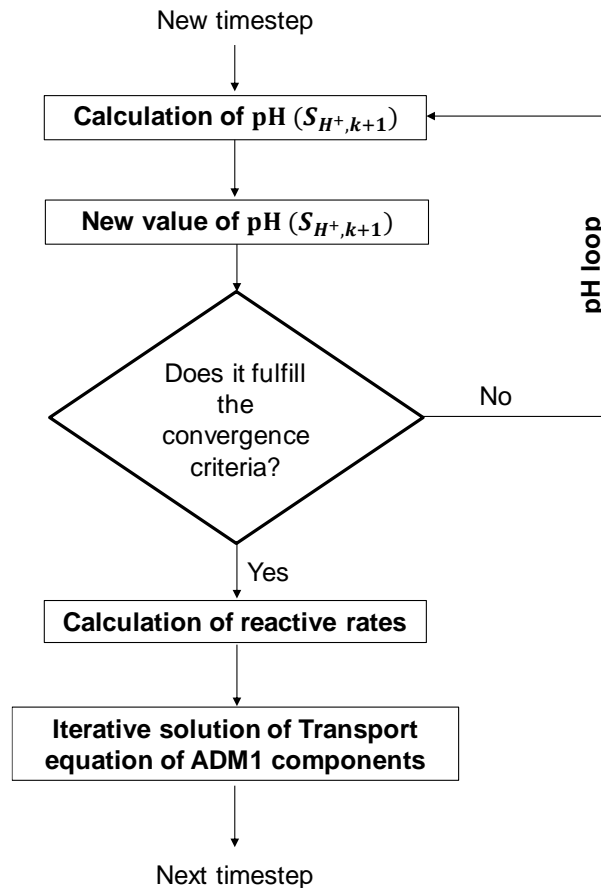 New timestep
Calculation of pH (S_{H⁺,k+1})
New value of pH (S_{H⁺,k+1})
Does it fulfill
the
convergence
criteria?
No
pH loop
Yes
Calculation of reactive rates
Iterative solution of Transport
equation of ADM1 components
Next timestep